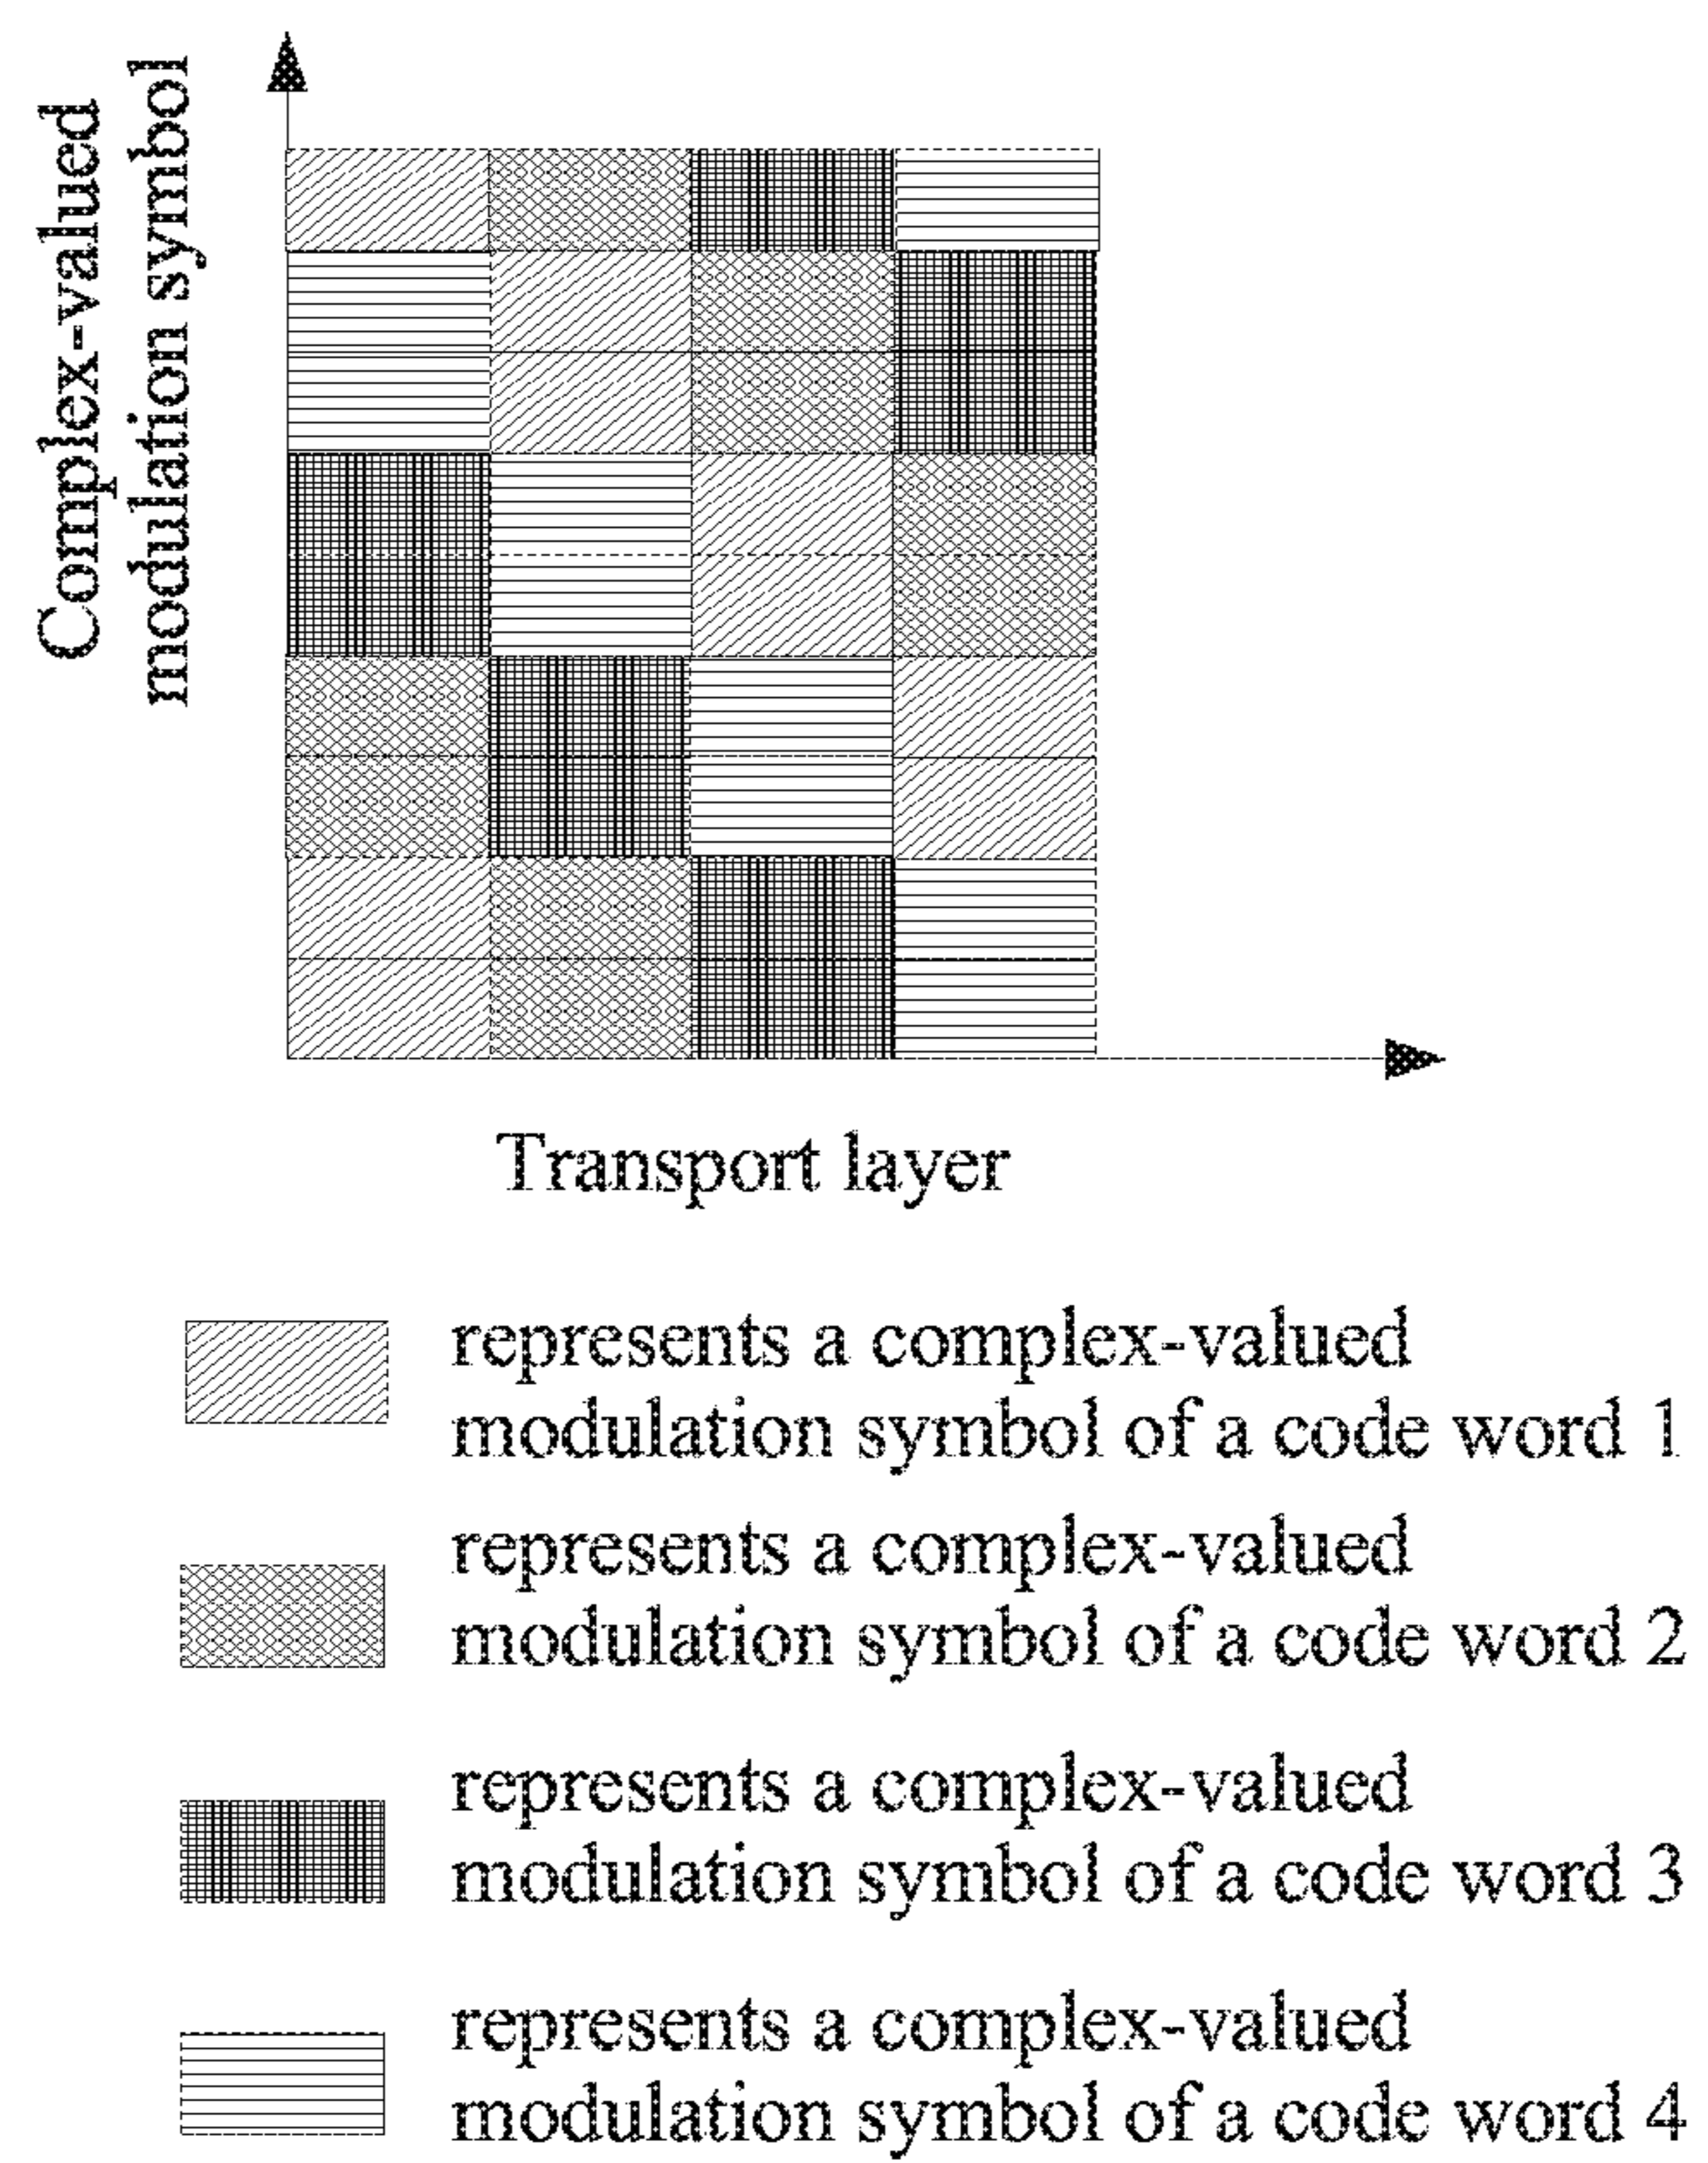 Complex-valued
modulation symbol
Transport layer
represents a complex-valued
modulation symbol of a code word 1
represents a complex-valued
modulation symbol of a code word 2
represents a complex-valued
modulation symbol of a code word 3
represents a complex-valued
modulation symbol of a code word 4